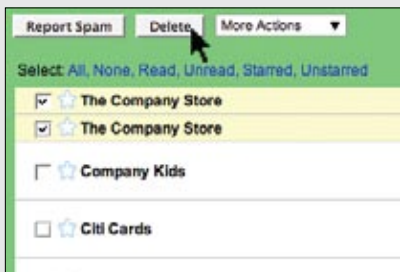 Report Spam Delete More Actions
Select: All, None, Read, Unread, Starred, Unstarred
The Company Store
The Company Store
Company Kids
Citi Cards